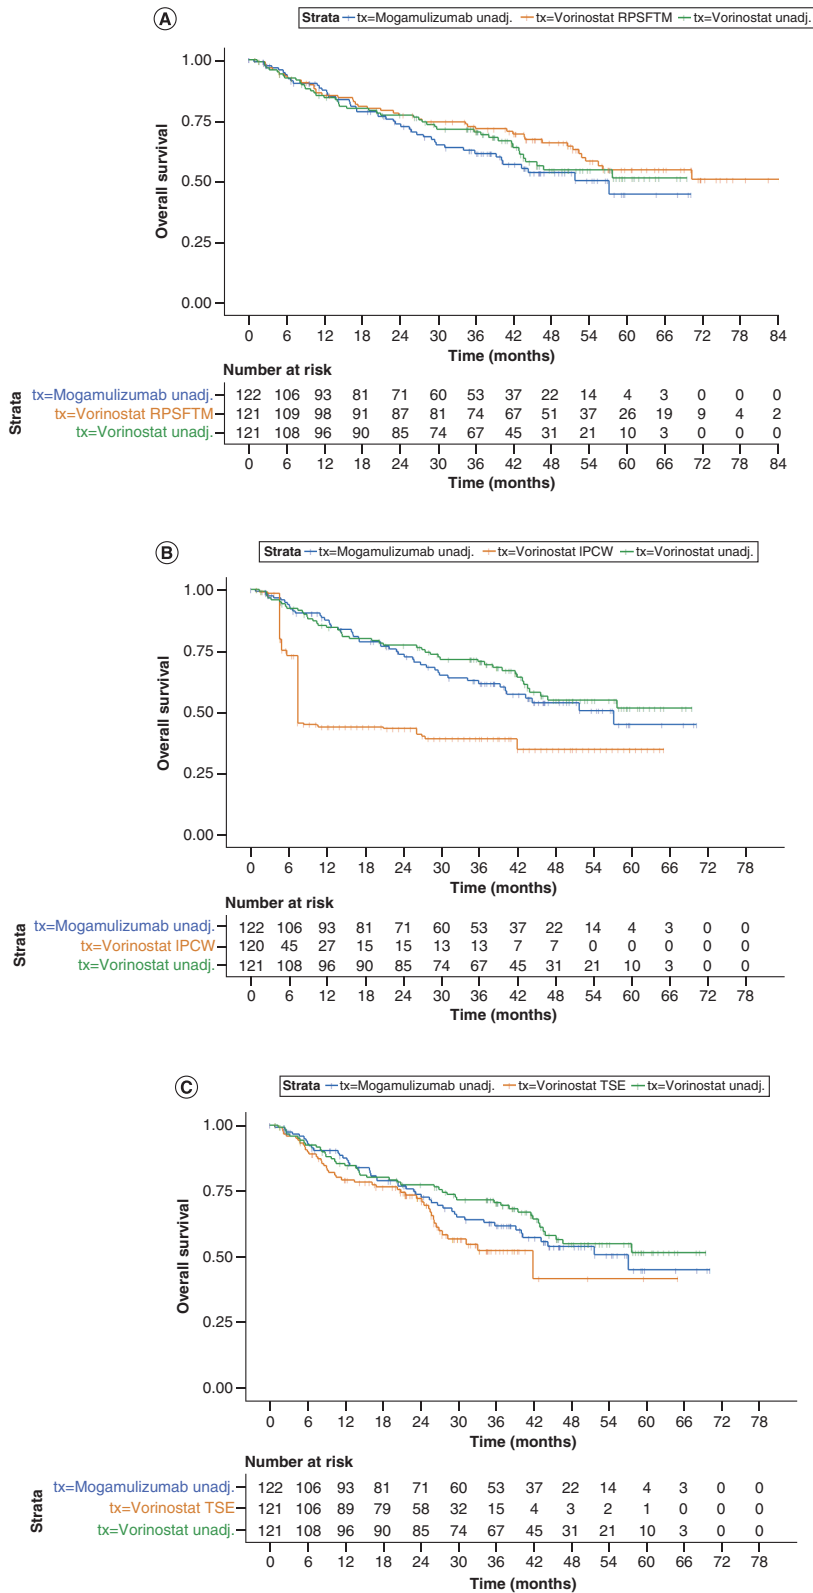 A
Strata tx=Mogamulizumab unadj. tx=Vorinostat RPSFTM tx=Vorinostat unadj.
1.00
0.75
0.50
0.25
0.00
Overall survival
0 6 12 18 24 30 36 42 48 54 60 66 72 78 84
Time (months)
Number at risk
Strata
tx=Mogamulizumab unadj. 122 106 93 81 71 60 53 37 22 14 4 3 0 0 0
tx=Vorinostat RPSFTM 121 109 98 91 87 81 74 67 51 37 26 19 9 4 2
tx=Vorinostat unadj. 121 108 96 90 85 74 67 45 31 21 10 3 0 0 0
0 6 12 18 24 30 36 42 48 54 60 66 72 78 84
Time (months)
B
Strata tx=Mogamulizumab unadj. tx=Vorinostat IPCW tx=Vorinostat unadj.
1.00
0.75
0.50
0.25
0.00
Overall survival
0 6 12 18 24 30 36 42 48 54 60 66 72 78
Time (months)
Number at risk
Strata
tx=Mogamulizumab unadj. 122 106 93 81 71 60 53 37 22 14 4 3 0 0
tx=Vorinostat IPCW 120 45 27 15 15 13 13 7 7 0 0 0 0 0
tx=Vorinostat unadj. 121 108 96 90 85 74 67 45 31 21 10 3 0 0
0 6 12 18 24 30 36 42 48 54 60 66 72 78
Time (months)
C
Strata tx=Mogamulizumab unadj. tx=Vorinostat TSE tx=Vorinostat unadj.
1.00
0.75
0.50
0.25
0.00
Overall survival
0 6 12 18 24 30 36 42 48 54 60 66 72 78
Time (months)
Number at risk
Strata
tx=Mogamulizumab unadj. 122 106 93 81 71 60 53 37 22 14 4 3 0 0
tx=Vorinostat TSE 121 106 89 79 58 32 15 4 3 2 1 0 0 0
tx=Vorinostat unadj. 121 108 96 90 85 74 67 45 31 21 10 3 0 0
0 6 12 18 24 30 36 42 48 54 60 66 72 78
Time (months)